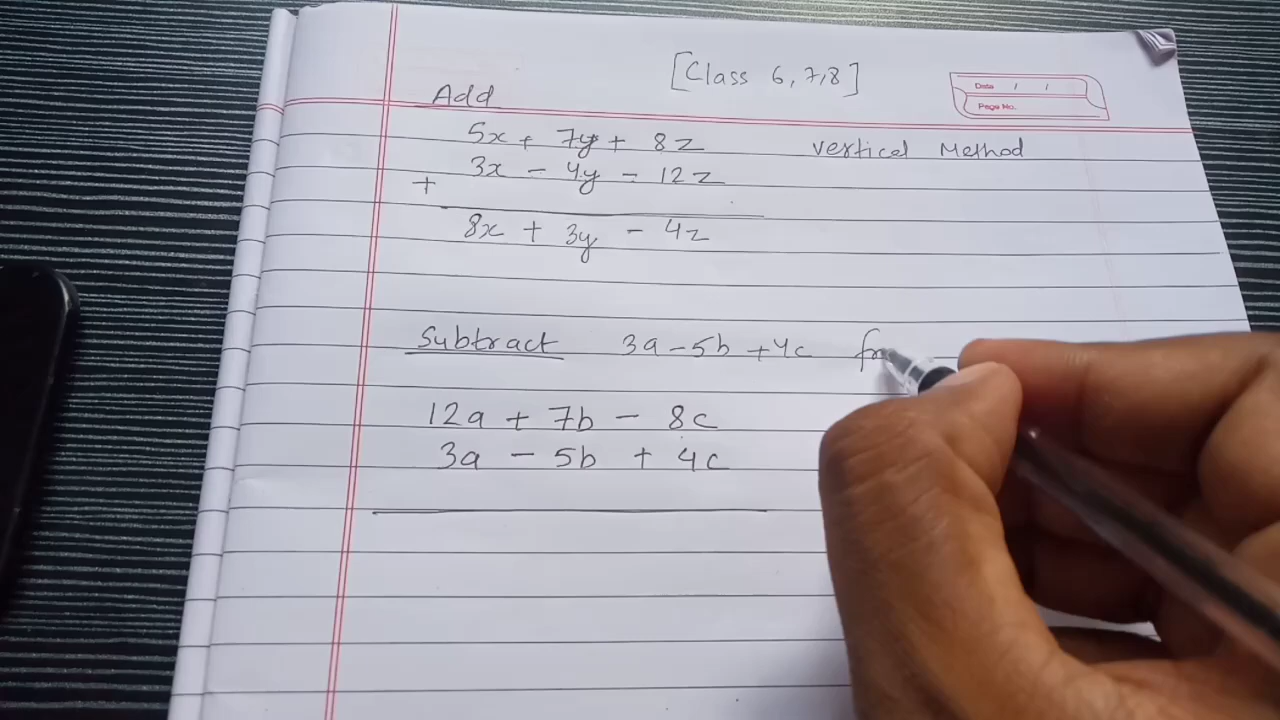 [Class 6,7,8]
Date / /
Page No.
Add
5x + 7y + 8z
vertical Method
3x - 4y - 12z
+
8x + 3y - 4z
Subtract 3a - 5b + 4c
12a + 7b - 8c
3a - 5b + 4c